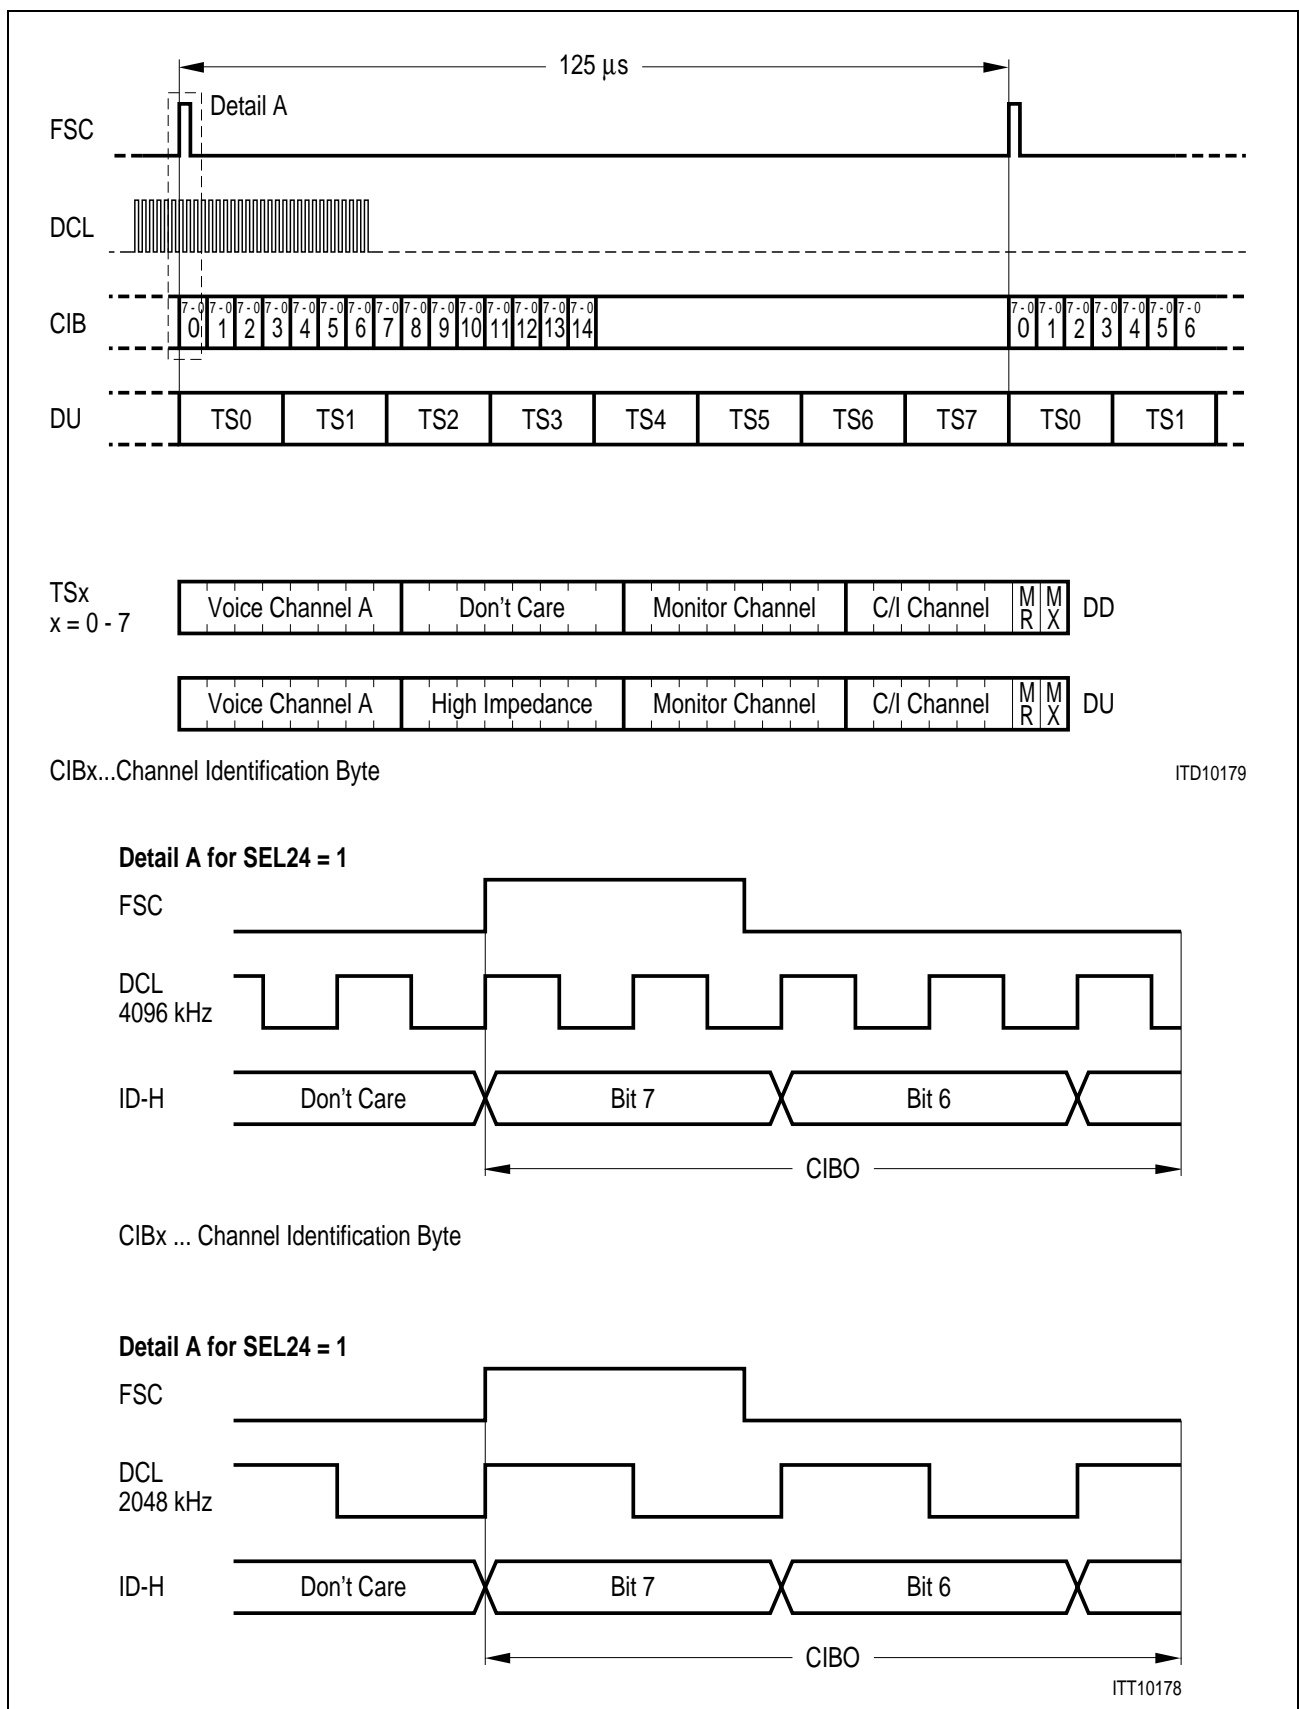 125 µs
Detail A
FSC
DCL
CIB
7 - 0 7 - 0 7 - 0 7 - 0 7 - 0 7 - 0 7 - 0 7 - 0 7 - 0 7 - 0 7 - 0 7 - 0 7 - 0 7 - 0 7 - 0 7 - 0 7 - 0 7 - 0 7 - 0 7 - 0 7 - 0 7 - 0
0 1 2 3 4 5 6 7 8 9 10 11 12 13 14 0 1 2 3 4 5 6
DU TS0 TS1 TS2 TS3 TS4 TS5 TS6 TS7 TS0 TS1
TSx
x = 0 - 7
Voice Channel A Don't Care Monitor Channel C/I Channel MR MX DD
Voice Channel A High Impedance Monitor Channel C/I Channel MR MX DU
CIBx...Channel Identification Byte ITD10179
Detail A for SEL24 = 1
FSC
DCL
4096 kHz
ID-H Don't Care Bit 7 Bit 6
CIBO
CIBx ... Channel Identification Byte
Detail A for SEL24 = 1
FSC
DCL
2048 kHz
ID-H Don't Care Bit 7 Bit 6
CIBO
ITT10178